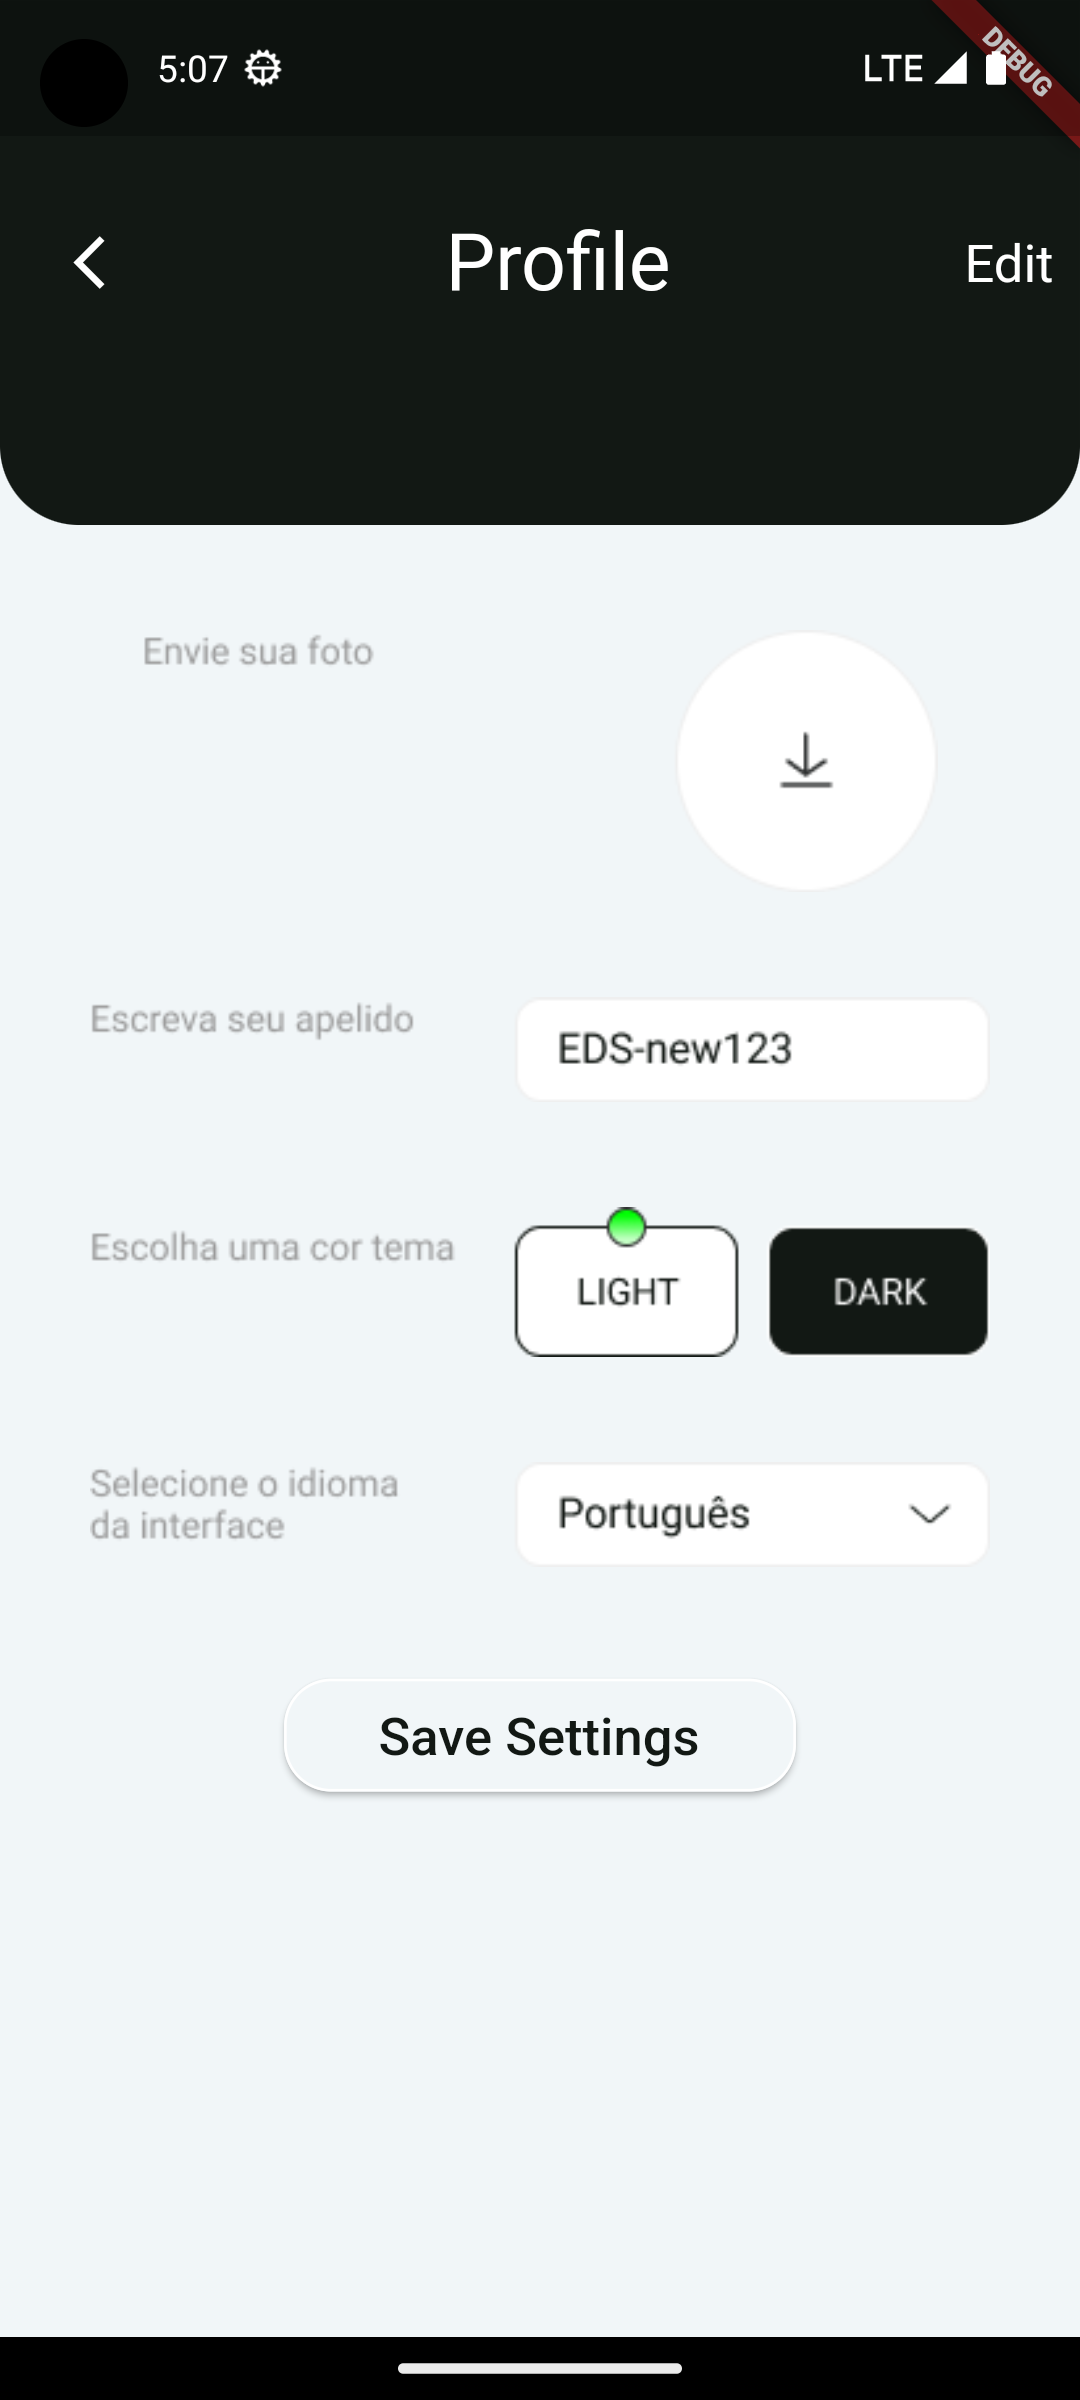 5:07
LTE
DEBUG
Profile
Edit
Envie sua foto
Escreva seu apelido
EDS-new123
Escolha uma cor tema
LIGHT
DARK
Selecione o idioma
da interface
Português
Save Settings